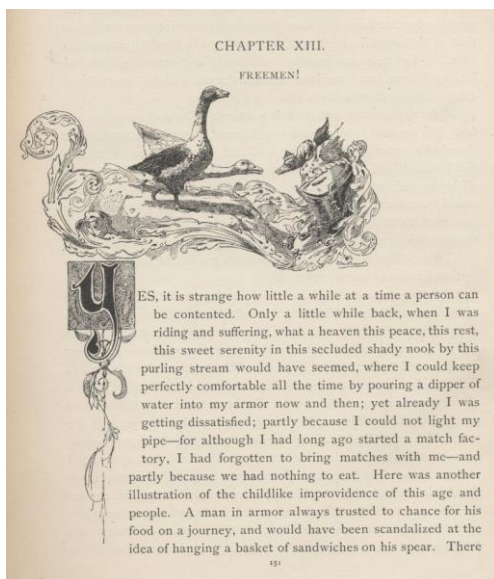 CHAPTER XIII.
FREEMEN!
YES, it is strange how little a while at a time a person can
be contented. Only a little while back, when I was
riding and suffering, what a heaven this peace, this rest,
this sweet serenity in this secluded shady nook by this
purling stream would have seemed, where I could keep
perfectly comfortable all the time by pouring a dipper of
water into my armor now and then; yet already I was
getting dissatisfied; partly because I could not light my
pipe—for although I had long ago started a match fac-
tory, I had forgotten to bring matches with me—and
partly because we had nothing to eat. Here was another
illustration of the childlike improvidence of this age and
people. A man in armor always trusted to chance for his
food on a journey, and would have been scandalized at the
idea of hanging a basket of sandwiches on his spear. There
151